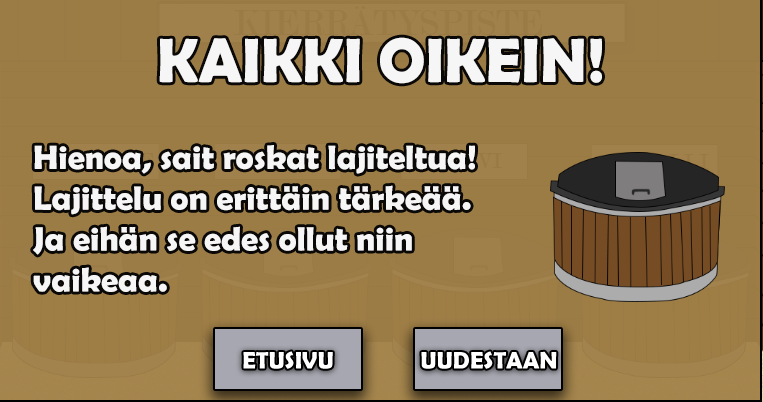 KIERRÄTYSPISTE
KAIKKI OIKEIN!
Hienoa, sait roskat lajiteltua!
Lajittelu on erittäin tärkeää.
Ja eihän se edes ollut niin
vaikeaa.
ETUSIVU
UUDESTAAN